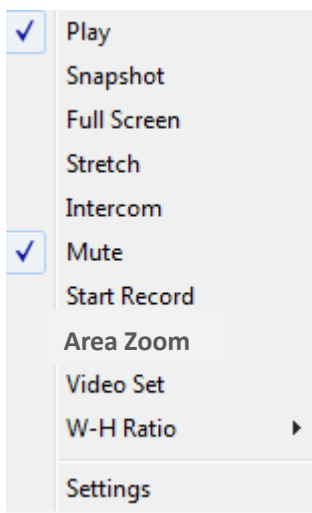 Play
Snapshot
Full Screen
Stretch
Intercom
Mute
Start Record
Area Zoom
Video Set
W-H Ratio
Settings